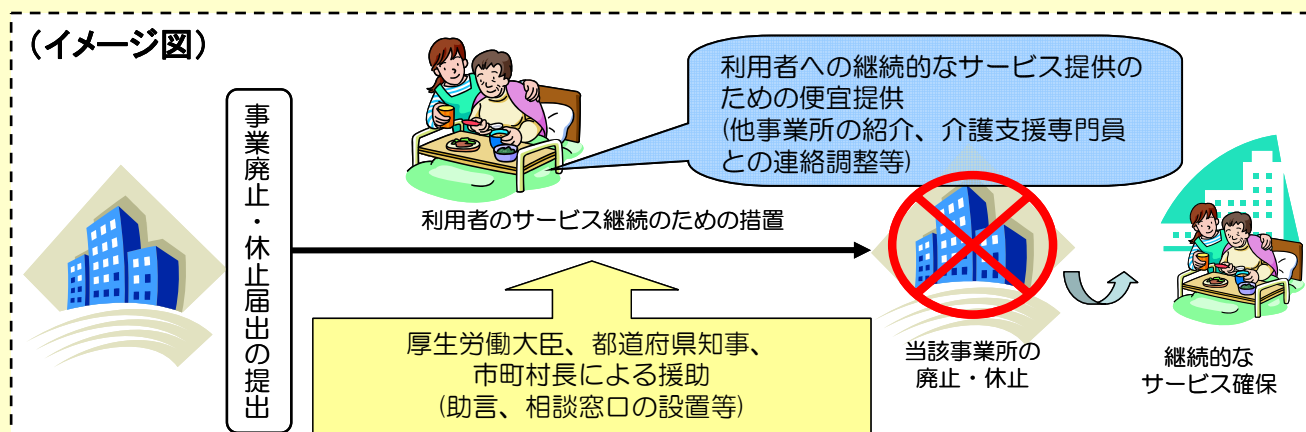 （イメージ図）
事業廃止・休止届出の提出
利用者への継続的なサービス提供の
ための便宜提供
(他事業所の紹介、介護支援専門員
との連絡調整等)
利用者のサービス継続のための措置
厚生労働大臣、都道府県知事、
市町村長による援助
(助言、相談窓口の設置等)
当該事業所の
廃止・休止
継続的な
サービス確保